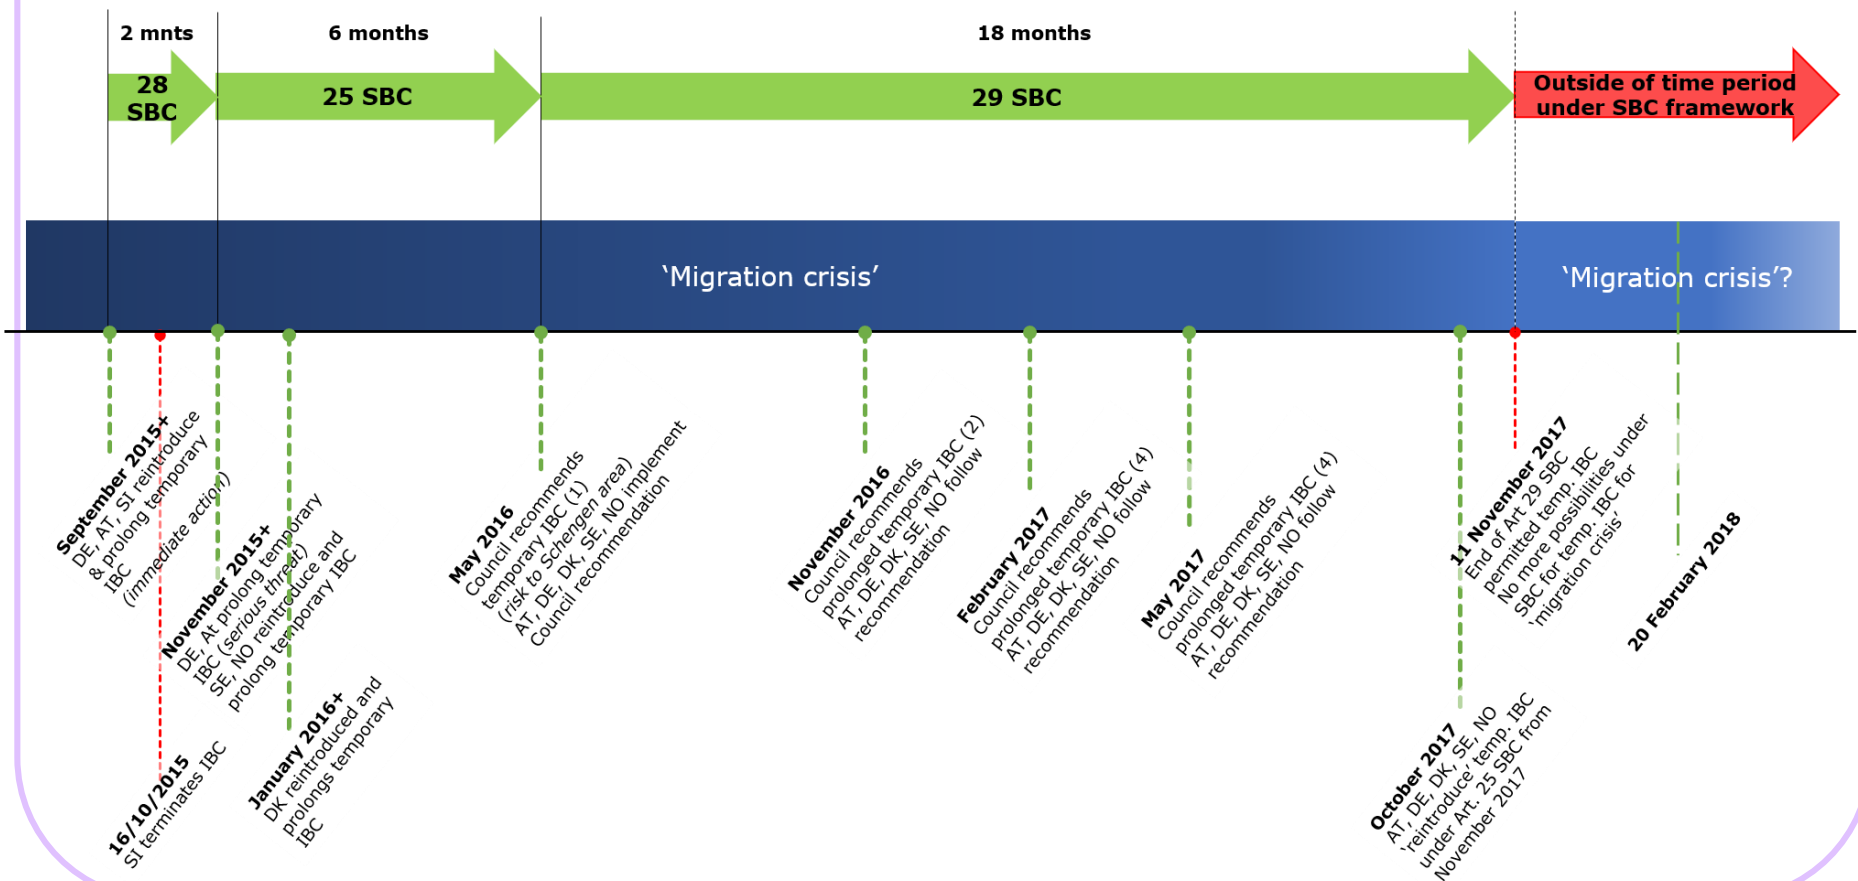 2 mnts
6 months
18 months
28
SBC
25 SBC
29 SBC
Outside of time period
under SBC framework
‘Migration crisis’
‘Migration crisis’?
September 2015+
DE, AT, SI reintroduce
& prolong temporary
IBC
(immediate action)
16/10/2015
SI terminates IBC
November 2015+
DE, At prolong temporary
IBC (serious threat)
SE, NO reintroduce and
prolong temporary IBC
January 2016+
DK reintroduced and
prolongs temporary
IBC
May 2016
Council recommends
temporary IBC (1)
(risk to Schengen area)
AT, DE, DK, SE, NO implement
Council recommendation
November 2016
Council recommends
prolonged temporary IBC (2)
AT, DE, DK, SE, NO follow
recommendation
February 2017
Council recommends
prolonged temporary IBC (4)
AT, DE, DK, SE, NO follow
recommendation
May 2017
Council recommends
prolonged temporary IBC (4)
AT, DE, DK, SE, NO follow
recommendation
October 2017
AT, DE, DK, SE, NO
‘reintroduce’ temp. IBC
under Art. 25 SBC from
November 2017
11 November 2017
End of Art 29 SBC
permitted temp. IBC
No more possibilities under
SBC for temp. IBC for
‘migration crisis’
20 February 2018